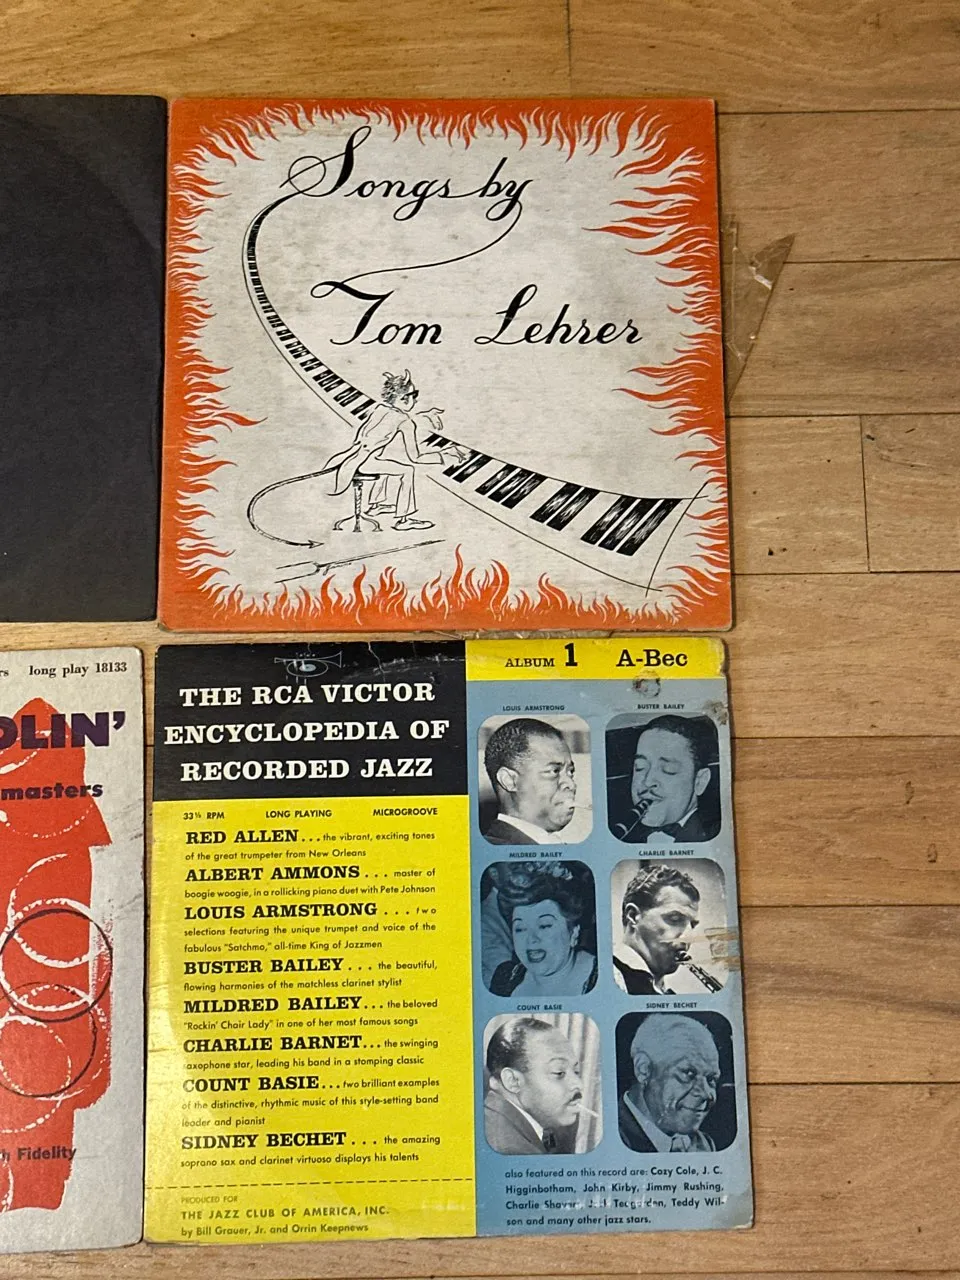 Songs by
Tom Lehrer
long play 18133
OLIN'
masters
Fidelity
THE RCA VICTOR
ENCYCLOPEDIA OF
RECORDED JAZZ
33⅓ RPM LONG PLAYING MICROGROOVE
RED ALLEN...the vibrant, exciting tones
of the great trumpeter from New Orleans
ALBERT AMMONS... master of
boogie woogie, in a rollicking piano duet with Pete Johnson
LOUIS ARMSTRONG ... two
selections featuring the unique trumpet and voice of the
fabulous "Satchmo," all-time King of Jazzmen
BUSTER BAILEY... the beautiful,
flowing harmonies of the matchless clarinet stylist
MILDRED BAILEY...the beloved
"Rockin' Chair Lady" in one of her most famous songs
CHARLIE BARNET...the swinging
saxophone star, leading his band in a stomping classic
COUNT BASIE...two brilliant examples
of the distinctive, rhythmic music of this style-setting band
leader and pianist
SIDNEY BECHET... the amazing
soprano sax and clarinet virtuoso displays his talents
PRODUCED FOR
THE JAZZ CLUB OF AMERICA, INC.
by Bill Grauer, Jr. and Orrin Keepnews
ALBUM 1 A-Bec
LOUIS ARMSTRONG BUSTER BAILEY
MILDRED BAILEY CHARLIE BARNET
COUNT BASIE SIDNEY BECHET
also featured on this record are: Cozy Cole, J. C.
Higginbotham, John Kirby, Jimmy Rushing,
Charlie Shavers, Jack Teagarden, Teddy Wil-
son and many other jazz stars.